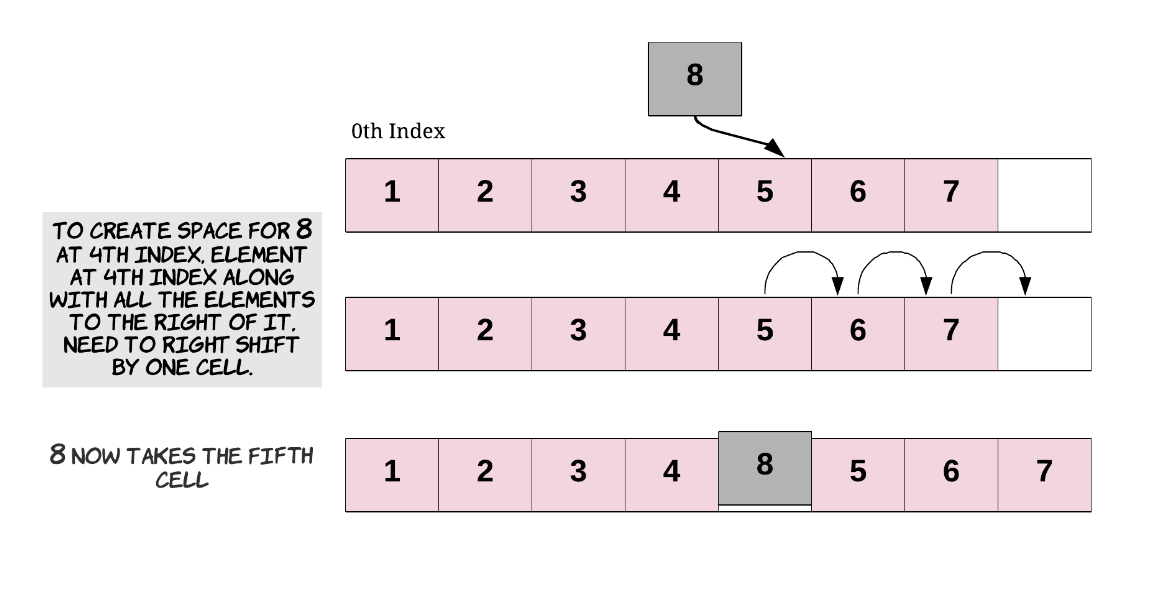 8
0th Index
1 2 3 4 5 6 7
TO CREATE SPACE FOR 8
AT 4TH INDEX, ELEMENT
AT 4TH INDEX ALONG
WITH ALL THE ELEMENTS
TO THE RIGHT OF IT,
NEED TO RIGHT SHIFT
BY ONE CELL.
1 2 3 4 5 6 7
8 NOW TAKES THE FIFTH
CELL
1 2 3 4 8 5 6 7